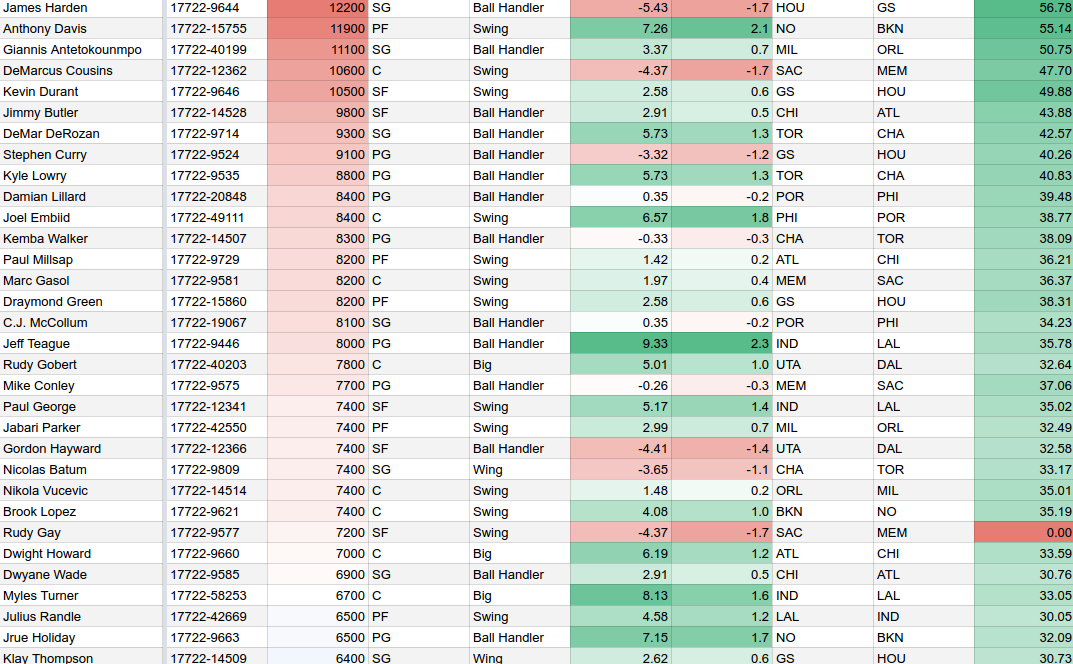 James Harden 17722-9644 12200 SG Ball Handler -5.43 -1.7 HOU GS 56.78
Anthony Davis 17722-15755 11900 PF Swing 7.26 2.1 NO BKN 55.14
Giannis Antetokounmpo 17722-40199 11100 SG Ball Handler 3.37 0.7 MIL ORL 50.75
DeMarcus Cousins 17722-12362 10600 C Swing -4.37 -1.7 SAC MEM 47.70
Kevin Durant 17722-9646 10500 SF Swing 2.58 0.6 GS HOU 49.88
Jimmy Butler 17722-14528 9800 SF Ball Handler 2.91 0.5 CHI ATL 43.88
DeMar DeRozan 17722-9714 9300 SG Ball Handler 5.73 1.3 TOR CHA 42.57
Stephen Curry 17722-9524 9100 PG Ball Handler -3.32 -1.2 GS HOU 40.26
Kyle Lowry 17722-9535 8800 PG Ball Handler 5.73 1.3 TOR CHA 40.83
Damian Lillard 17722-20848 8400 PG Ball Handler 0.35 -0.2 POR PHI 39.48
Joel Embiid 17722-49111 8400 C Swing 6.57 1.8 PHI POR 38.77
Kemba Walker 17722-14507 8300 PG Ball Handler -0.33 -0.3 CHA TOR 38.09
Paul Millsap 17722-9729 8200 PF Swing 1.42 0.2 ATL CHI 36.21
Marc Gasol 17722-9581 8200 C Swing 1.97 0.4 MEM SAC 36.37
Draymond Green 17722-15860 8200 PF Swing 2.58 0.6 GS HOU 38.31
C.J. McCollum 17722-19067 8100 SG Ball Handler 0.35 -0.2 POR PHI 34.23
Jeff Teague 17722-9446 8000 PG Ball Handler 9.33 2.3 IND LAL 35.78
Rudy Gobert 17722-40203 7800 C Big 5.01 1.0 UTA DAL 32.64
Mike Conley 17722-9575 7700 PG Ball Handler -0.26 -0.3 MEM SAC 37.06
Paul George 17722-12341 7400 SF Swing 5.17 1.4 IND LAL 35.02
Jabari Parker 17722-42550 7400 PF Swing 2.99 0.7 MIL ORL 32.49
Gordon Hayward 17722-12366 7400 SF Ball Handler -4.41 -1.4 UTA DAL 32.58
Nicolas Batum 17722-9809 7400 SG Wing -3.65 -1.1 CHA TOR 33.17
Nikola Vucevic 17722-14514 7400 C Swing 1.48 0.2 ORL MIL 35.01
Brook Lopez 17722-9621 7400 C Swing 4.08 1.0 BKN NO 35.19
Rudy Gay 17722-9577 7200 SF Swing -4.37 -1.7 SAC MEM 0.00
Dwight Howard 17722-9660 7000 C Big 6.19 1.2 ATL CHI 33.59
Dwyane Wade 17722-9585 6900 SG Ball Handler 2.91 0.5 CHI ATL 30.76
Myles Turner 17722-58253 6700 C Big 8.13 1.6 IND LAL 33.05
Julius Randle 17722-42669 6500 PF Swing 4.58 1.2 LAL IND 30.05
Jrue Holiday 17722-9663 6500 PG Ball Handler 7.15 1.7 NO BKN 32.09
Klay Thompson 17722-14509 6400 SG Wing 2.62 0.6 GS HOU 30.73